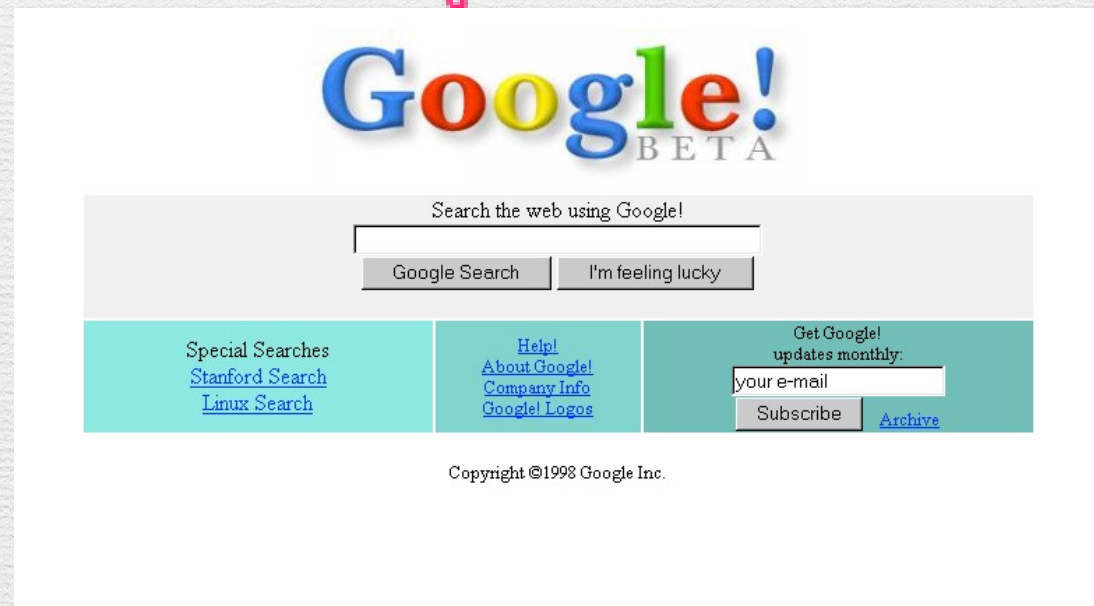 Google!
BETA
Search the web using Google!
Google Search
I'm feeling lucky
Special Searches
Stanford Search
Linux Search
Help!
About Google!
Company Info
Google! Logos
Get Google!
updates monthly:
your e-mail
Subscribe
Archive
Copyright ©1998 Google Inc.